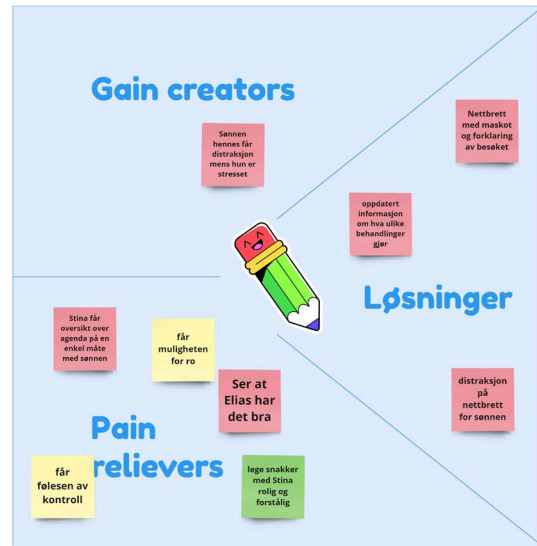 Gain creators
Sønnen
hennes får
distraksjon
mens hun er
stresset
Nettbrett
med maskot
og forklaring
av besøket
oppdatert
informasjon
om hva ulike
behandlinger
gjør
Løsninger
distraksjon
på
nettbrett
for sønnen
Stina får
oversikt over
agenda på en
enkel måte
med sønnen
får
muligheten
for ro
Ser at
Elias har
det bra
Pain
relievers
får
følesen av
kontroll
lege snakker
med Stina
rolig og
forstålig